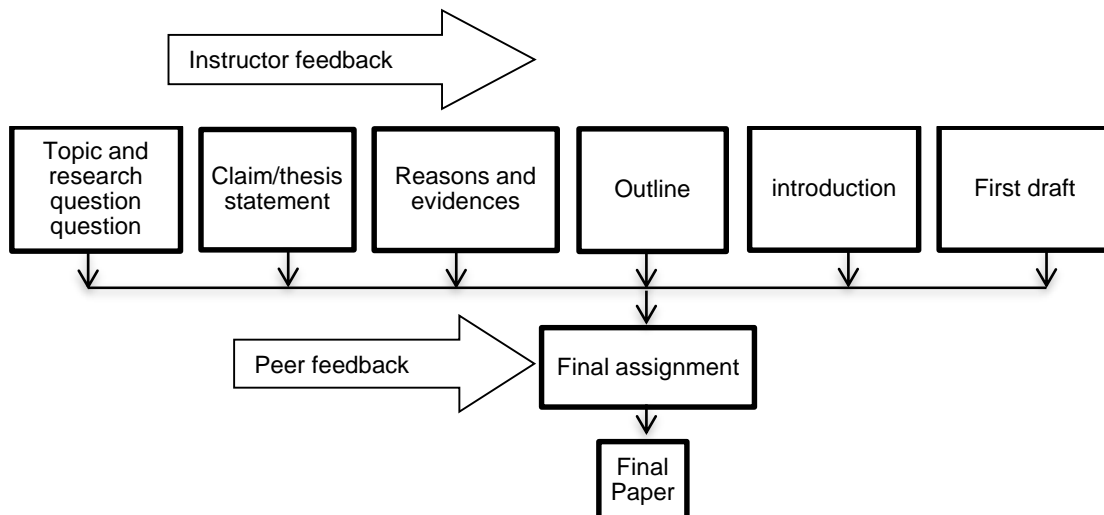 Instructor feedback
Topic and
research
question
question
Claim/thesis
statement
Reasons and
evidences
Outline
introduction
First draft
Peer feedback
Final assignment
Final
Paper